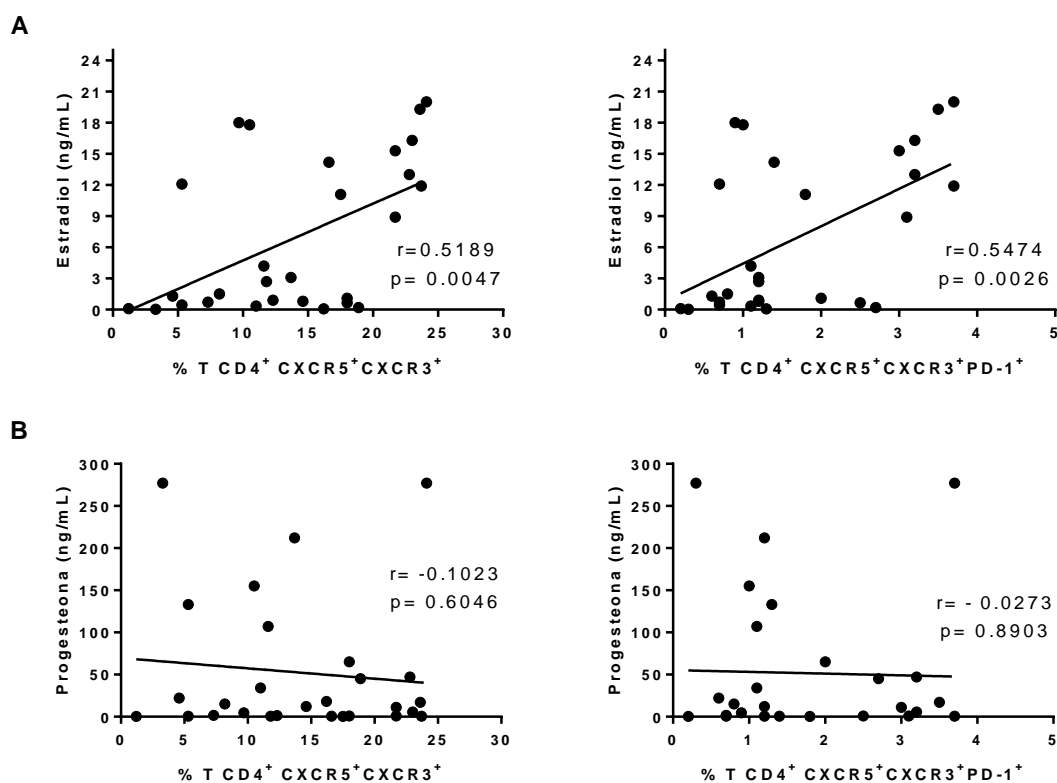 A
24
21
18
15
12
9
6
3
0
Estradiol (ng/mL)
r=0.5189
p= 0.0047
0 5 10 15 20 25 30
% T CD4+ CXCR5+CXCR3+
24
21
18
15
12
9
6
3
0
Estradiol (ng/mL)
r=0.5474
p= 0.0026
0 1 2 3 4 5
% T CD4+ CXCR5+CXCR3+PD-1+
B
300
250
200
150
100
50
0
Progesteona (ng/mL)
r= -0.1023
p= 0.6046
0 5 10 15 20 25 30
% T CD4+ CXCR5+CXCR3+
300
250
200
150
100
50
0
Progesteona (ng/mL)
r= - 0.0273
p= 0.8903
0 1 2 3 4 5
% T CD4+ CXCR5+CXCR3+PD-1+